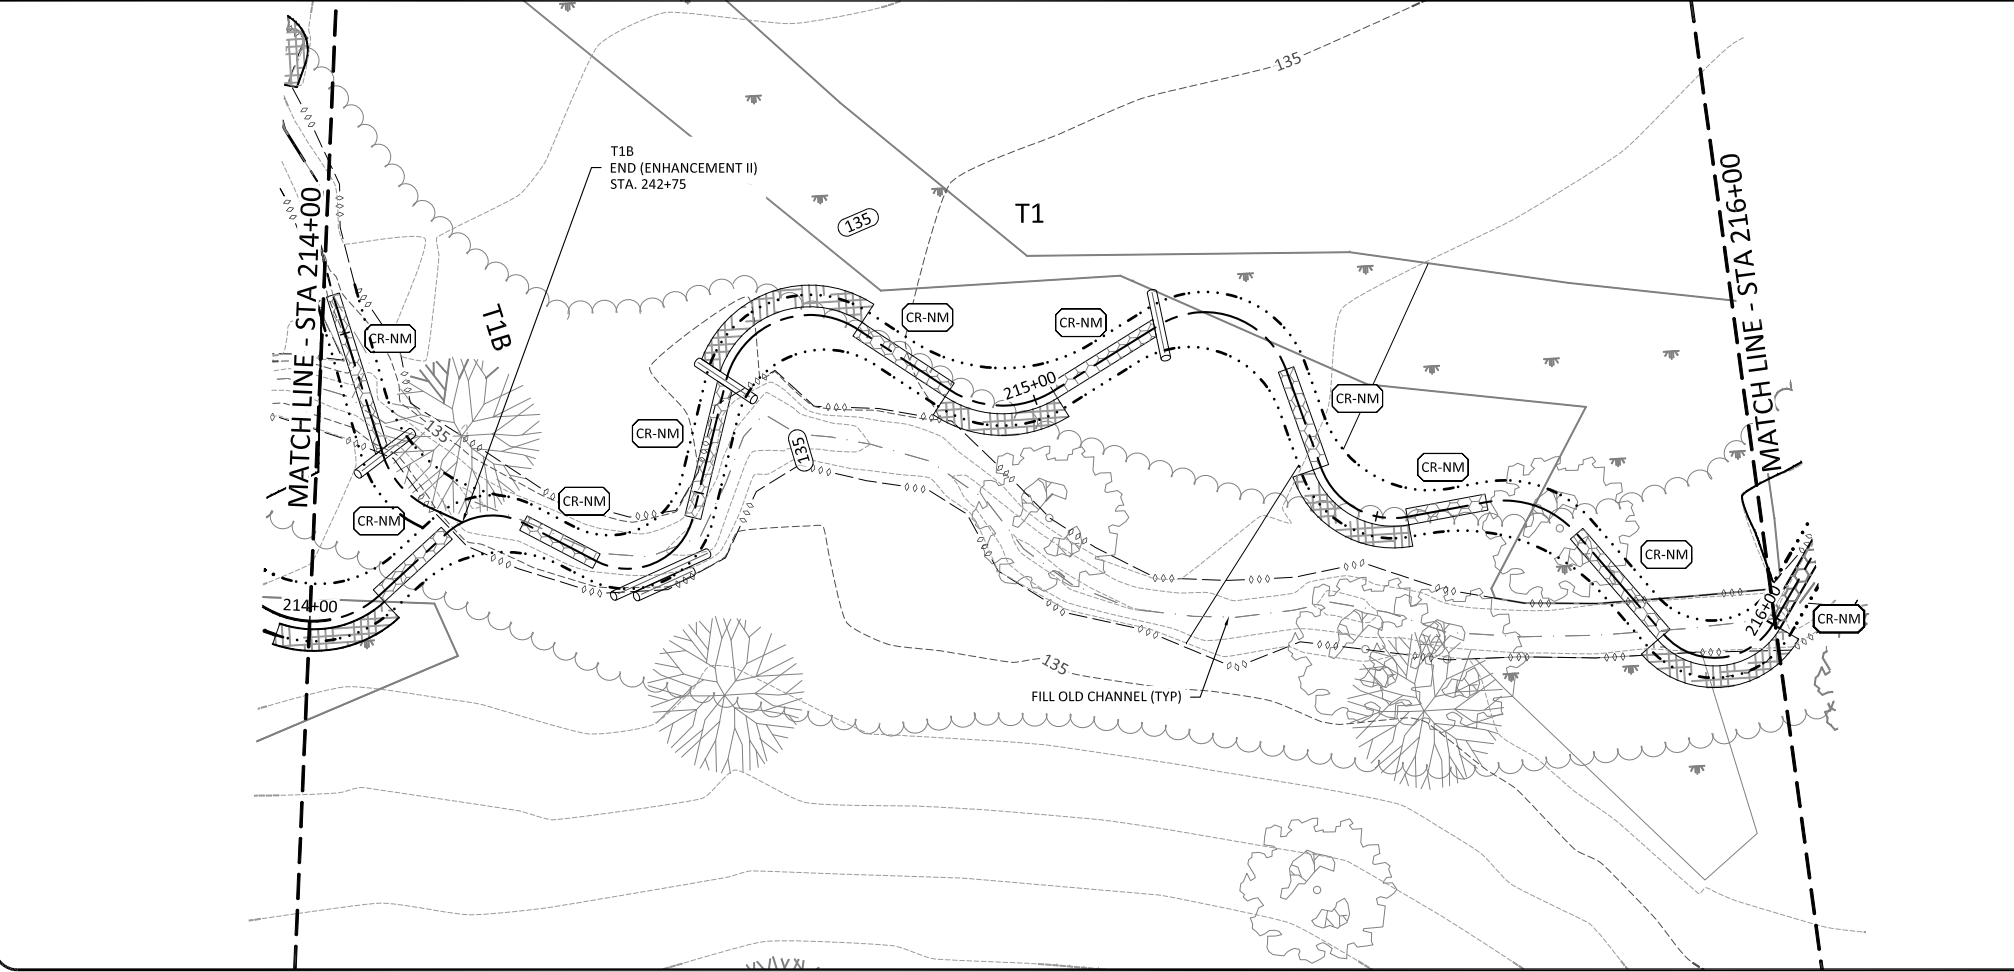 135
T1B
END (ENHANCEMENT II)
STA. 242+75
MATCH LINE - STA 214+00
MATCH LINE - STA 216+00
T1
135
T1B
CR-NM
CR-NM
CR-NM
215+00
CR-NM
135
CR-NM
135
CR-NM
CR-NM
CR-NM
CR-NM
214+00
216+00
CR-NM
135
FILL OLD CHANNEL (TYP)